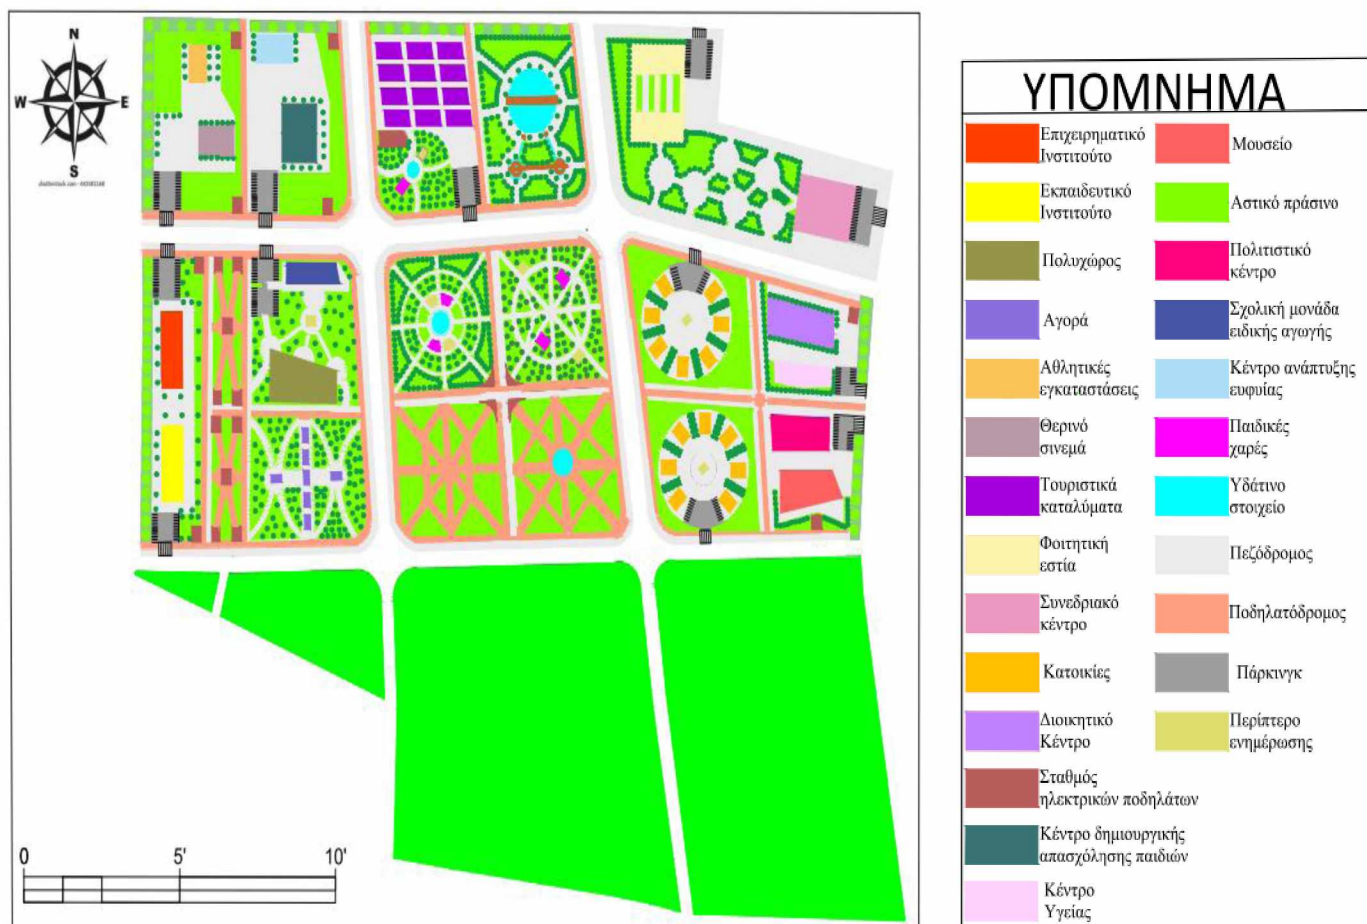 N
W
E
S
0
5'
10'
ΥΠΟΜΝΗΜΑ
Επιχειρηματικό
Ινστιτούτο
Εκπαιδευτικό
Ινστιτούτο
Πολυχώρος
Αγορά
Αθλητικές
εγκαταστάσεις
Θερινό
σινεμά
Τουριστικά
καταλύματα
Φοιτητική
εστία
Συνεδριακό
κέντρο
Κατοικίες
Διοικητικό
Κέντρο
Σταθμός
ηλεκτρικών ποδηλάτων
Κέντρο δημιουργικής
απασχόλησης παιδιών
Κέντρο
Υγείας
Μουσείο
Αστικό πράσινο
Πολιτιστικό
κέντρο
Σχολική μονάδα
ειδικής αγωγής
Κέντρο ανάπτυξης
ευφυίας
Παιδικές
χαρές
Υδάτινο
στοιχείο
Πεζόδρομος
Ποδηλατόδρομος
Πάρκινγκ
Περίπτερο
ενημέρωσης